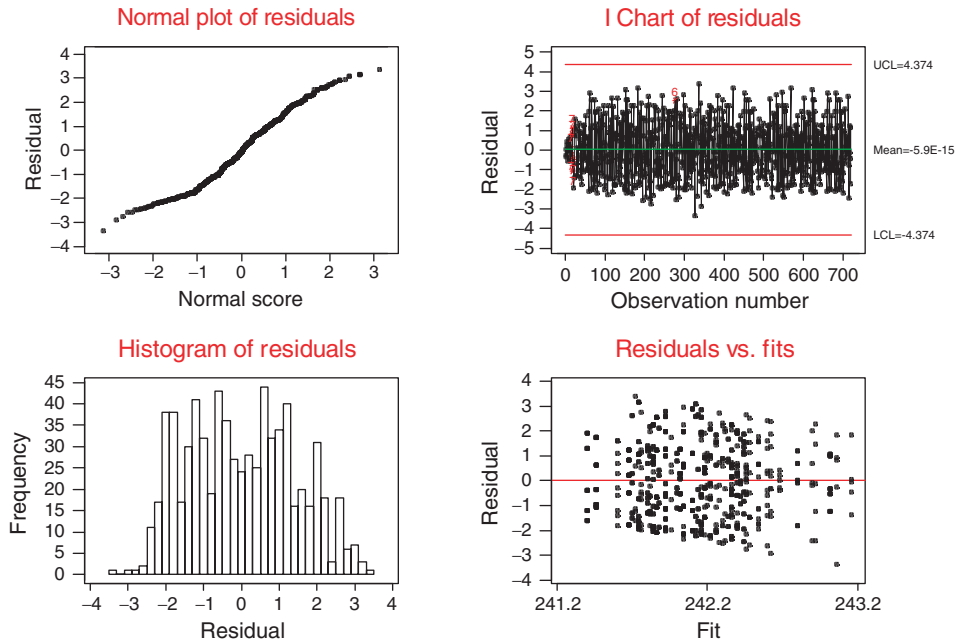 Normal plot of residuals
4
3
2
1
0
−1
−2
−3
−4
Residual
−3 −2 −1 0 1 2 3
Normal score
I Chart of residuals
5
4
3
2
1
0
−1
−2
−3
−4
−5
Residual
6
UCL=4.374
Mean=-5.9E-15
LCL=-4.374
0 100 200 300 400 500 600 700
Observation number
Histogram of residuals
45
40
35
30
25
20
15
10
5
0
Frequency
−4 −3 −2 −1 0 1 2 3 4
Residual
Residuals vs. fits
4
3
2
1
0
−1
−2
−3
−4
Residual
241.2 242.2 243.2
Fit